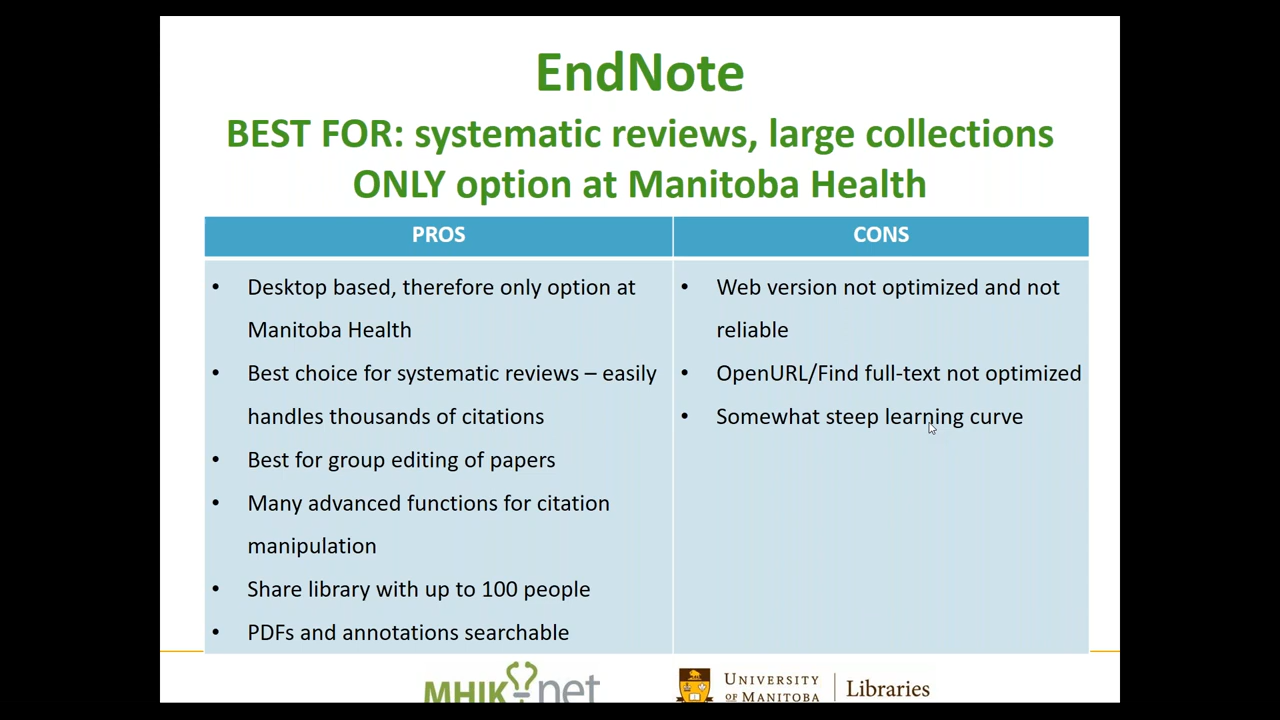 EndNote
BEST FOR: systematic reviews, large collections
ONLY option at Manitoba Health
PROS
• Desktop based, therefore only option at
Manitoba Health
• Best choice for systematic reviews – easily
handles thousands of citations
• Best for group editing of papers
• Many advanced functions for citation
manipulation
• Share library with up to 100 people
• PDFs and annotations searchable
CONS
• Web version not optimized and not
reliable
• OpenURL/Find full-text not optimized
• Somewhat steep learning curve
MHIKnet
UNIVERSITY
OF MANITOBA
Libraries